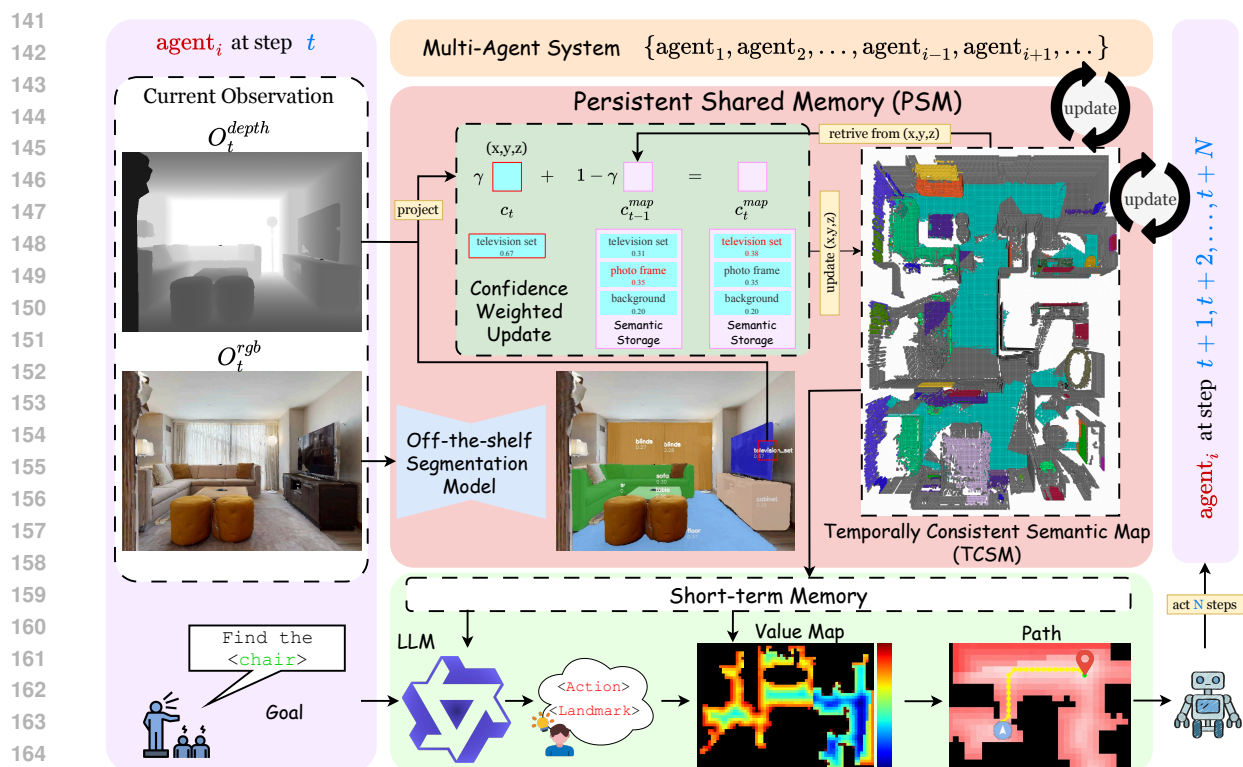 141
142
143
144
145
146
147
148
149
150
151
152
153
154
155
156
157
158
159
160
161
162
163
164
agent_i at step t
Current Observation
O_t^{depth}
O_t^{rgb}
Find the
<chair>
Goal
Multi-Agent System {agent_1, agent_2, ..., agent_{i-1}, agent_{i+1}, ...}
update
update
Persistent Shared Memory (PSM)
retrive from (x,y,z)
(x,y,z)
γ + 1 − γ =
c_t c_{t-1}^{map} c_t^{map}
project
television set
0.67
Confidence
Weighted
Update
television set
0.31
photo frame
0.35
background
0.20
Semantic
Storage
television set
0.38
photo frame
0.35
background
0.20
Semantic
Storage
update (x,y,z)
Off-the-shelf
Segmentation
Model
blinds
blinds
television_set
sofa
cabinet
floor
Temporally Consistent Semantic Map
(TCSM)
Short-term Memory
LLM
<Action>
<Landmark>
Value Map
Path
agent_i at step t + 1, t + 2, ..., t + N
act N steps